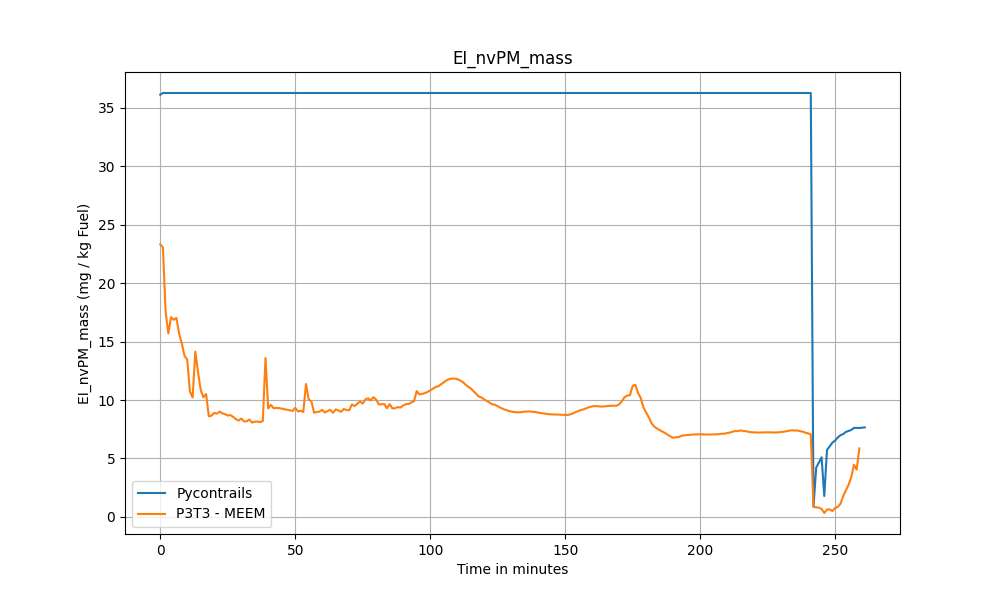 EI_nvPM_mass
EI_nvPM_mass (mg / kg Fuel)
35
30
25
20
15
10
5
0
Pycontrails
P3T3 - MEEM
0 50 100 150 200 250
Time in minutes